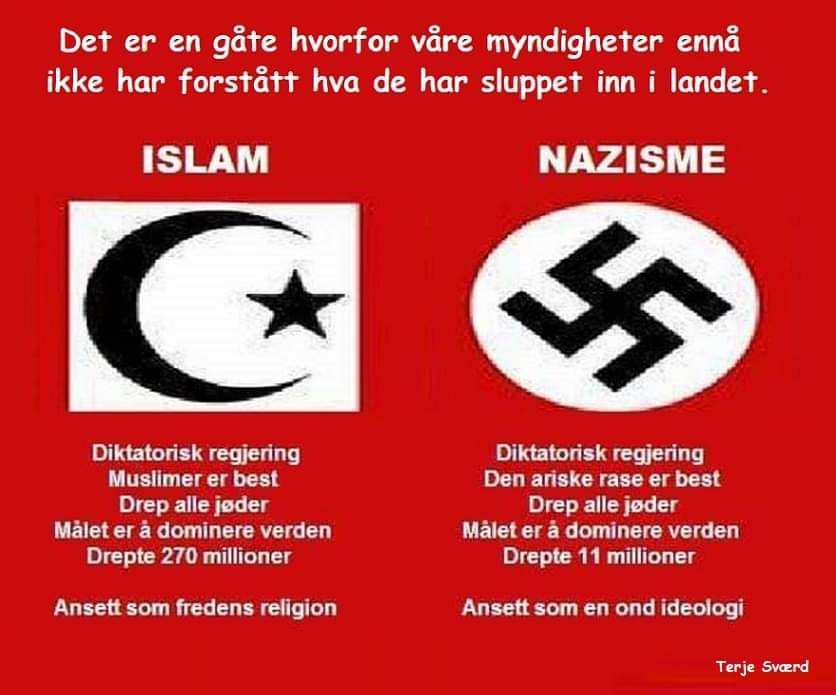 Det er en gåte hvorfor våre myndigheter ennå
ikke har forstått hva de har sluppet inn i landet.
ISLAM
Diktatorisk regjering
Muslimer er best
Drep alle jøder
Målet er å dominere verden
Drepte 270 millioner
Ansett som fredens religion
NAZISME
Diktatorisk regjering
Den ariske rase er best
Drep alle jøder
Målet er å dominere verden
Drepte 11 millioner
Ansett som en ond ideologi
Terje Sværd